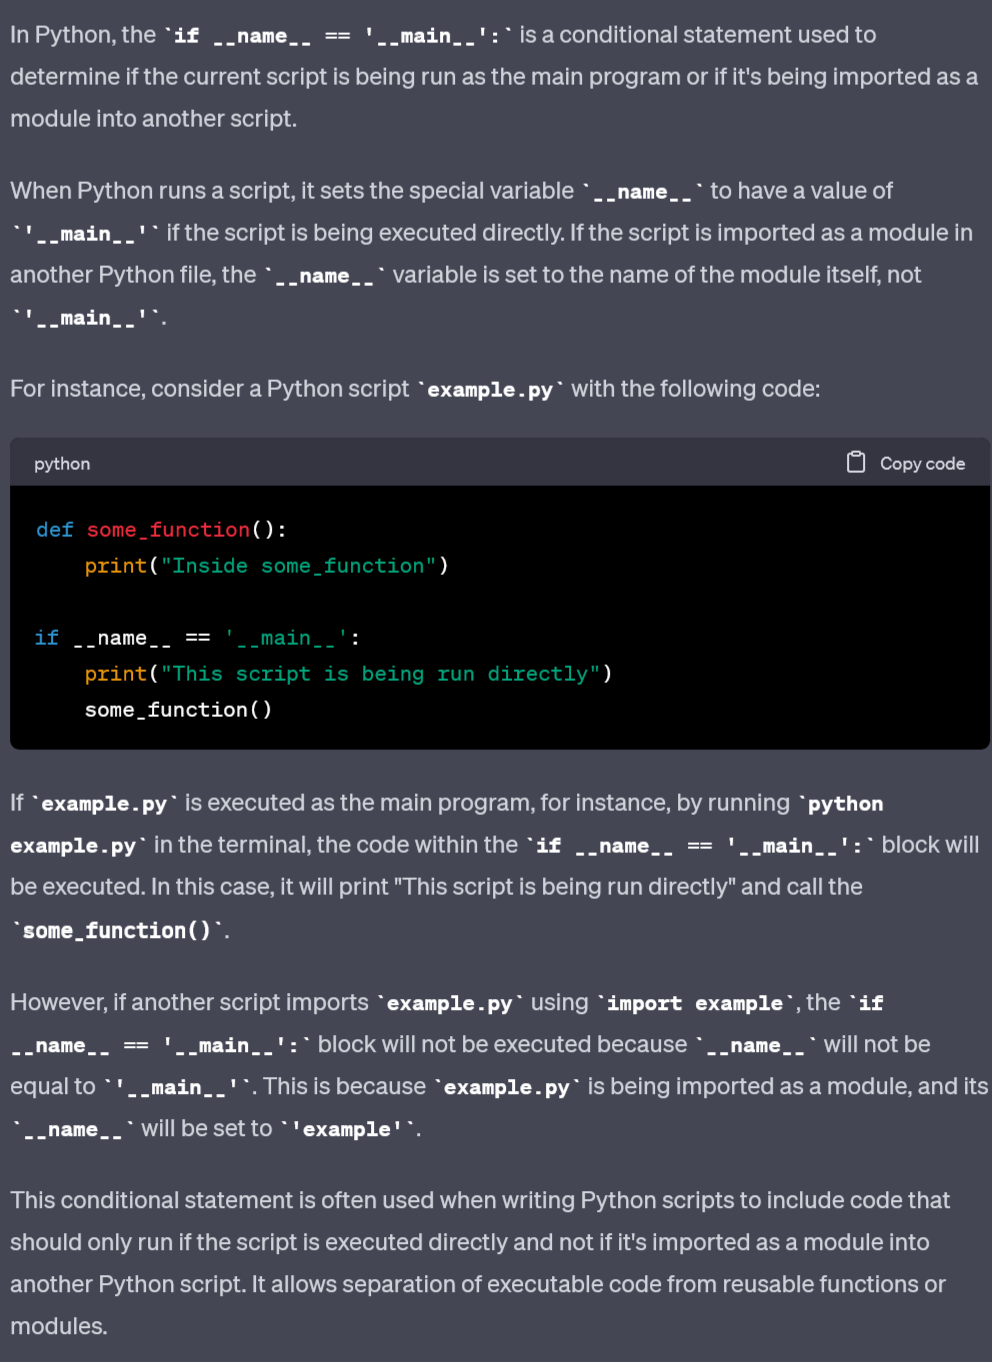 In Python, the `if __name__ == '__main__':` is a conditional statement used to
determine if the current script is being run as the main program or if it's being imported as a
module into another script.
When Python runs a script, it sets the special variable `__name__` to have a value of
`'__main__'` if the script is being executed directly. If the script is imported as a module in
another Python file, the `__name__` variable is set to the name of the module itself, not
`'__main__'`.
For instance, consider a Python script `example.py` with the following code:
python Copy code
def some_function():
    print("Inside some_function")
if __name__ == '__main__':
    print("This script is being run directly")
    some_function()
If `example.py` is executed as the main program, for instance, by running `python
example.py` in the terminal, the code within the `if __name__ == '__main__':` block will
be executed. In this case, it will print "This script is being run directly" and call the
`some_function()`.
However, if another script imports `example.py` using `import example`, the `if
__name__ == '__main__':` block will not be executed because `__name__` will not be
equal to `'__main__'`. This is because `example.py` is being imported as a module, and its
`__name__` will be set to `'example'`.
This conditional statement is often used when writing Python scripts to include code that
should only run if the script is executed directly and not if it's imported as a module into
another Python script. It allows separation of executable code from reusable functions or
modules.